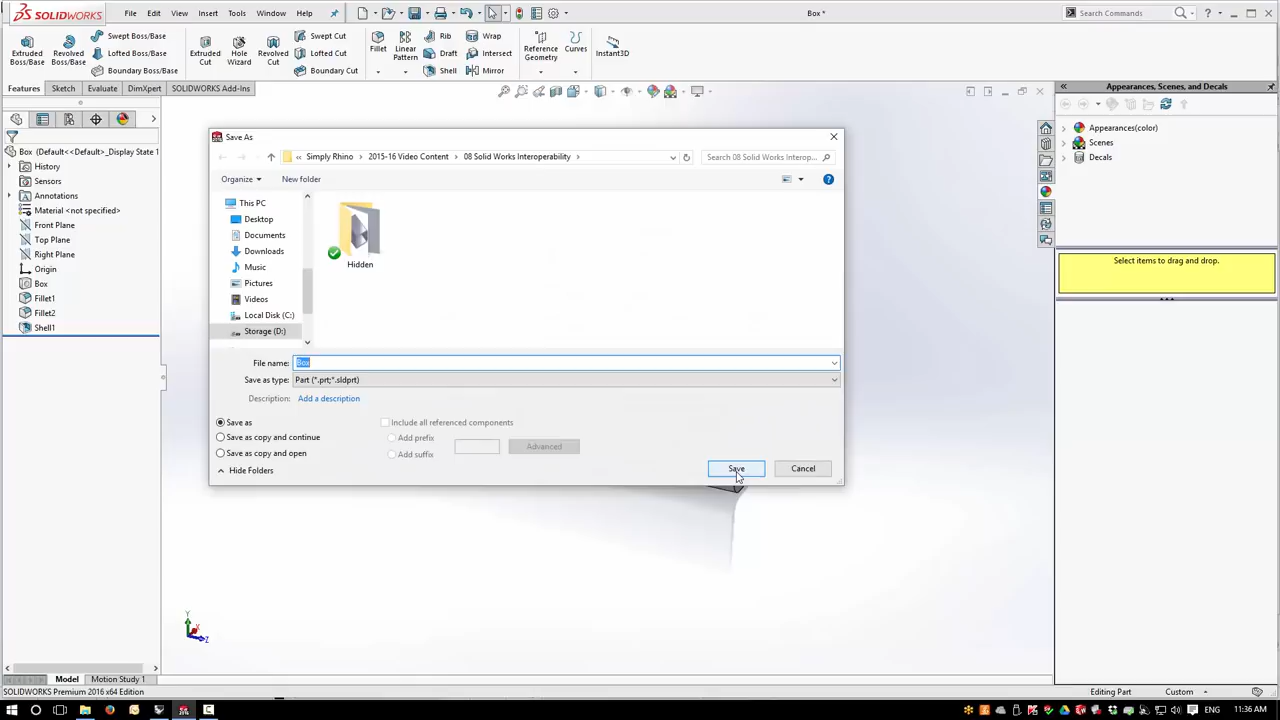 SOLIDWORKS File Edit View Insert Tools Window Help Box * Search Commands
Extruded Boss/Base
Revolved Boss/Base
Swept Boss/Base
Lofted Boss/Base
Boundary Boss/Base
Extruded Cut
Hole Wizard
Revolved Cut
Swept Cut
Lofted Cut
Boundary Cut
Fillet
Linear Pattern
Rib
Draft
Shell
Wrap
Intersect
Mirror
Reference Geometry
Curves
Instant3D
Features Sketch Evaluate DimXpert SOLIDWORKS Add-Ins
Box (Default<<Default>_Display State 1
History
Sensors
Annotations
Material <not specified>
Front Plane
Top Plane
Right Plane
Origin
Box
Fillet1
Fillet2
Shell1
Save As
« Simply Rhino › 2015-16 Video Content › 08 Solid Works Interoperability ›
Search 08 Solid Works Interop...
Organize New folder
This PC
Desktop
Documents
Downloads
Music
Pictures
Videos
Local Disk (C:)
Storage (D:)
Hidden
File name: Box
Save as type: Part (*.prt;*.sldprt)
Description: Add a description
Save as
Save as copy and continue
Save as copy and open
Include all referenced components
Add prefix
Add suffix
Advanced
Hide Folders
Save Cancel
Appearances, Scenes, and Decals
Appearances(color)
Scenes
Decals
Select items to drag and drop.
Y
X
Z
Model Motion Study 1
SOLIDWORKS Premium 2016 x64 Edition Editing Part Custom
ENG 11:36 AM